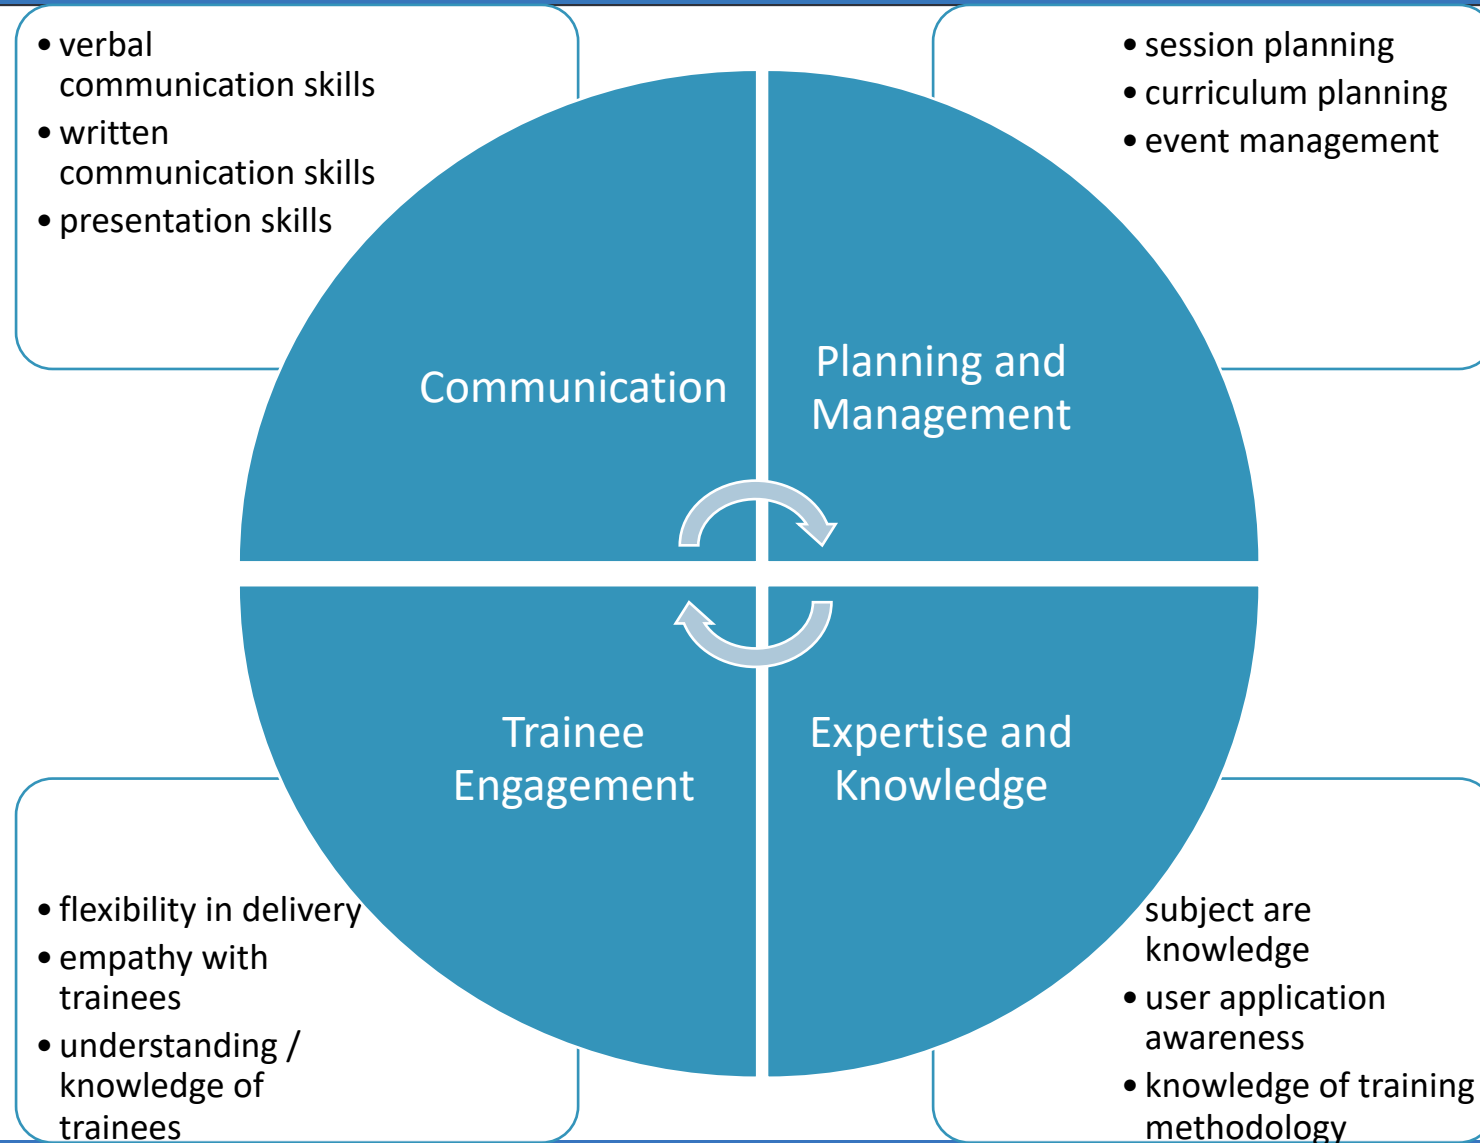 • verbal
communication skills
• written
communication skills
• presentation skills
• session planning
• curriculum planning
• event management
Communication
Planning and
Management
Trainee
Engagement
Expertise and
Knowledge
• flexibility in delivery
• empathy with
trainees
• understanding /
knowledge of
trainees
subject are
knowledge
• user application
awareness
• knowledge of training
methodology